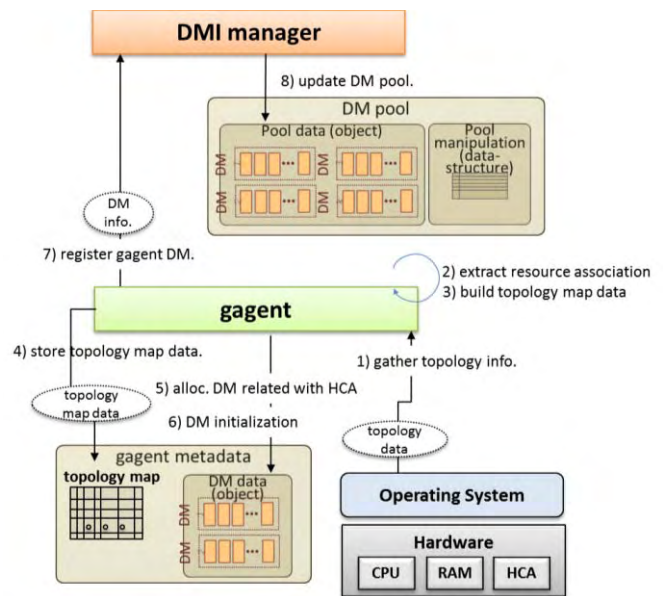 DMI manager
8) update DM pool.
DM pool
Pool data (object)
DM
DM
DM
DM
Pool
manipulation
(data-
structure)
DM
info.
7) register gagent DM.
2) extract resource association
3) build topology map data
gagent
4) store topology map data.
1) gather topology info.
5) alloc. DM related with HCA
topology
map data
6) DM initialization
topology
data
gagent metadata
topology map
DM data
(object)
DM
DM
Operating System
Hardware
CPU
RAM
HCA